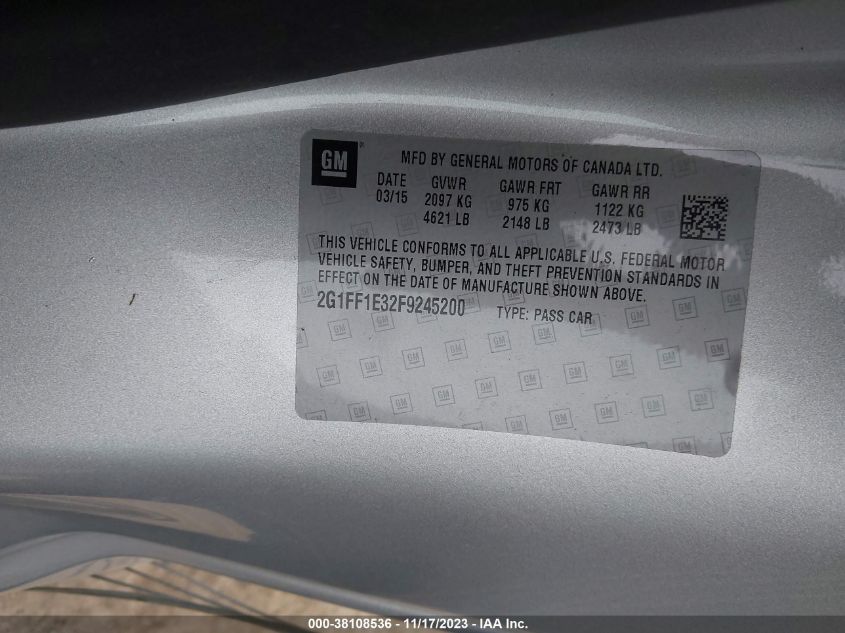 GM
MFD BY GENERAL MOTORS OF CANADA LTD.
DATE GVWR GAWR FRT GAWR RR
03/15 2097 KG 975 KG 1122 KG
4621 LB 2148 LB 2473 LB
THIS VEHICLE CONFORMS TO ALL APPLICABLE U.S. FEDERAL MOTOR
VEHICLE SAFETY, BUMPER, AND THEFT PREVENTION STANDARDS IN
EFFECT ON THE DATE OF MANUFACTURE SHOWN ABOVE.
2G1FF1E32F9245200 TYPE: PASS CAR
000-38108536 - 11/17/2023 - IAA Inc.